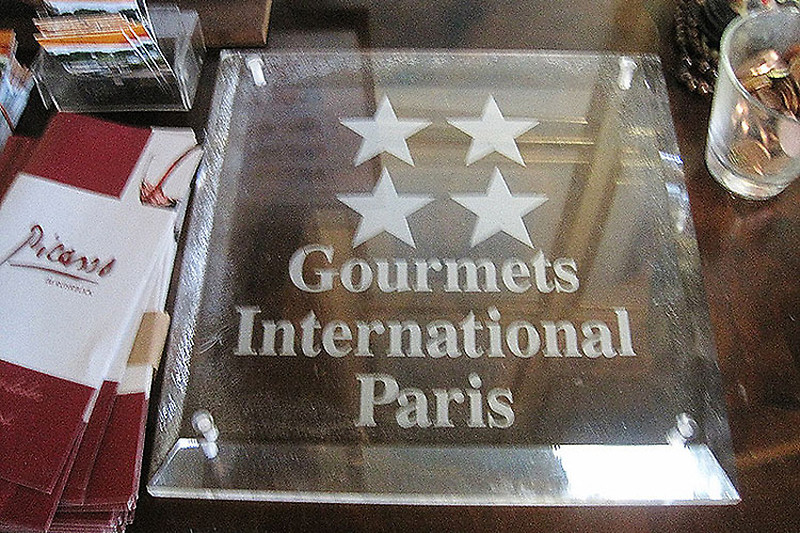 Gourmets
International
Paris
Picasso